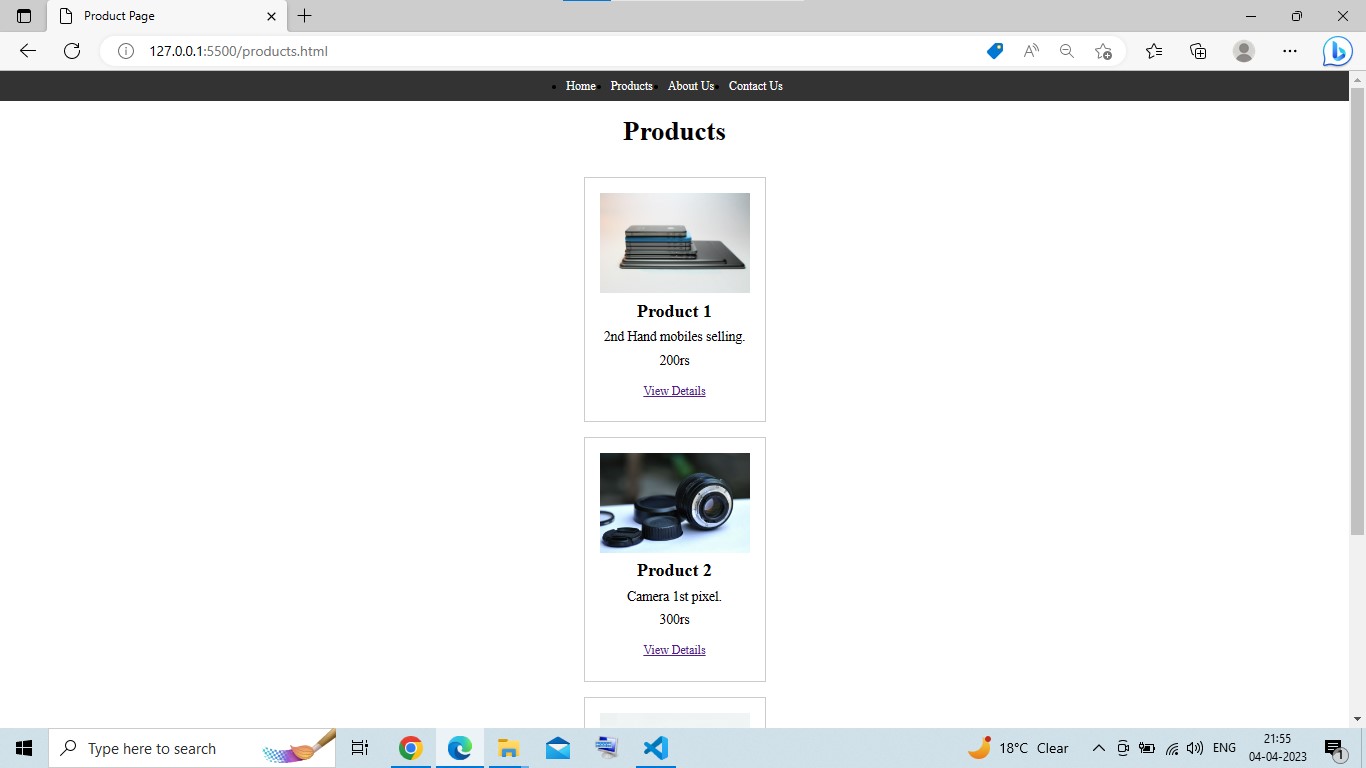 Product Page
127.0.0.1:5500/products.html
Home Products About Us Contact Us
Products
Product 1
2nd Hand mobiles selling.
200rs
View Details
Product 2
Camera 1st pixel.
300rs
View Details
Type here to search
18°C Clear
ENG
21:55
04-04-2023
1